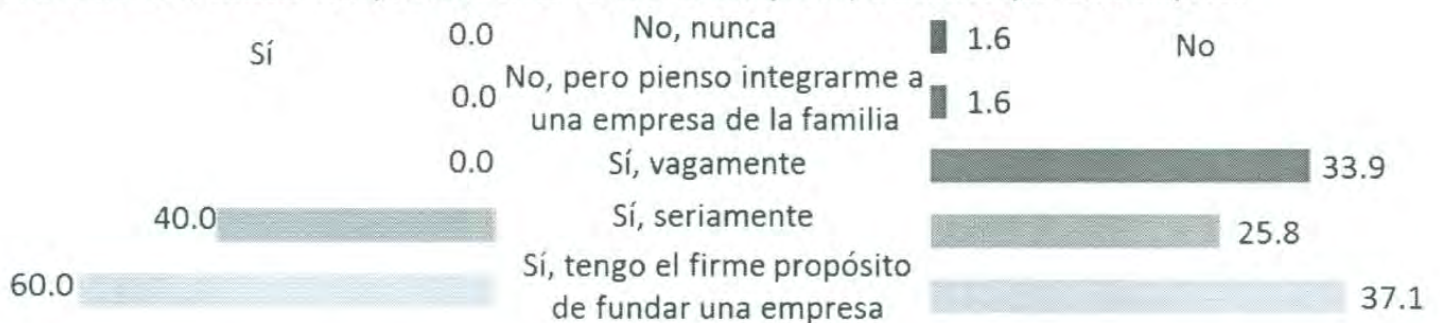 Sí
No
0.0 No, nunca 1.6
0.0 No, pero pienso integrarme a 1.6
una empresa de la familia
0.0 Sí, vagamente 33.9
40.0 Sí, seriamente 25.8
60.0 Sí, tengo el firme propósito 37.1
de fundar una empresa